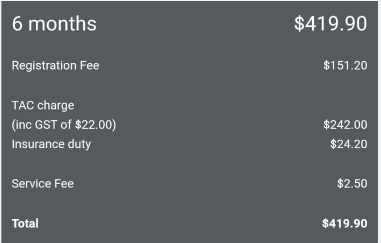 6 months $419.90
Registration Fee $151.20
TAC charge
(inc GST of $22.00) $242.00
Insurance duty $24.20
Service Fee $2.50
Total $419.90